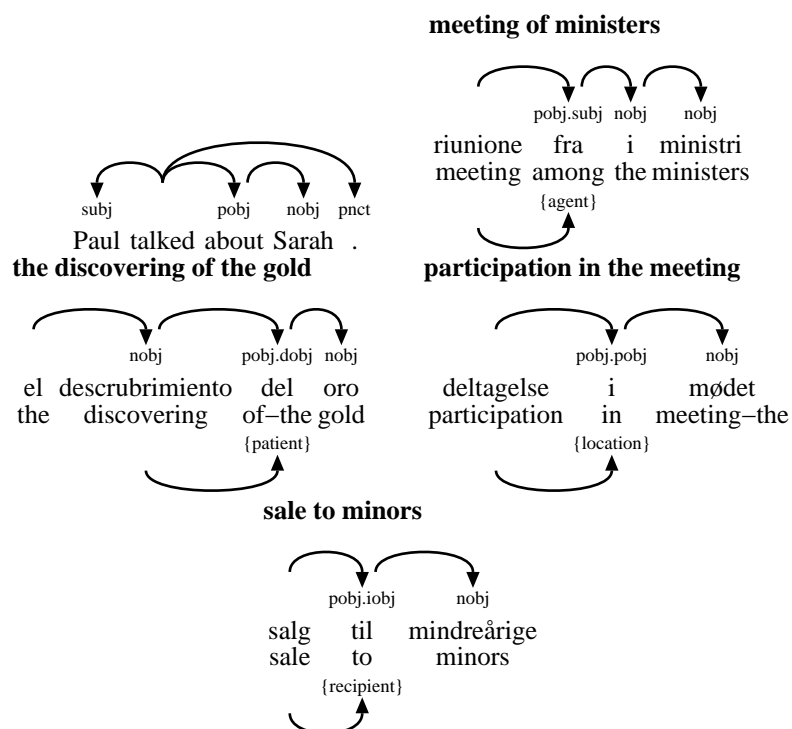 meeting of ministers
pobj.subj nobj nobj
riunione fra i ministri
meeting among the ministers
{agent}
subj pobj nobj pnct
Paul talked about Sarah .
the discovering of the gold
nobj pobj.dobj nobj
el descrubrimiento del oro
the discovering of–the gold
{patient}
participation in the meeting
pobj.pobj nobj
deltagelse i mødet
participation in meeting–the
{location}
sale to minors
pobj.iobj nobj
salg til mindreårige
sale to minors
{recipient}